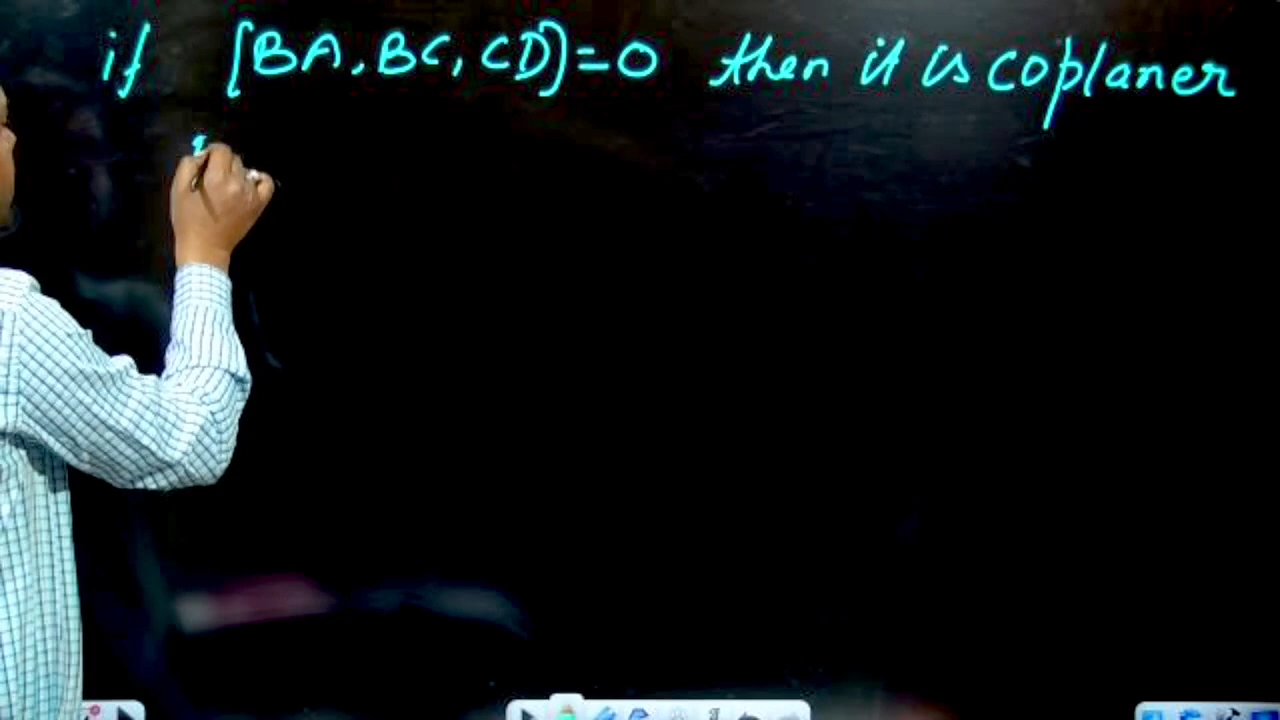 if [BA, BC, CD]=0 then it is coplaner